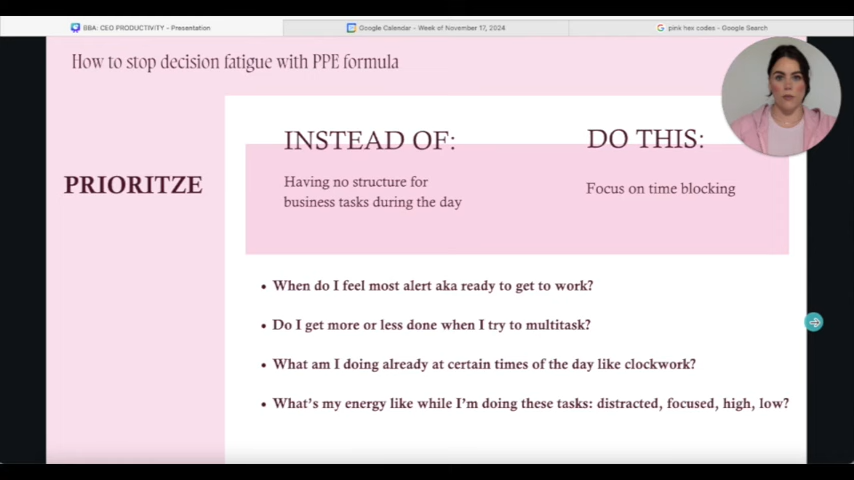 BBA: CEO PRODUCTIVITY - Presentation
Google Calendar - Week of November 17, 2024
pink hex codes - Google Search
How to stop decision fatigue with PPE formula
INSTEAD OF:
DO THIS:
PRIORITZE
Having no structure for
business tasks during the day
Focus on time blocking
• When do I feel most alert aka ready to get to work?
• Do I get more or less done when I try to multitask?
• What am I doing already at certain times of the day like clockwork?
• What's my energy like while I'm doing these tasks: distracted, focused, high, low?